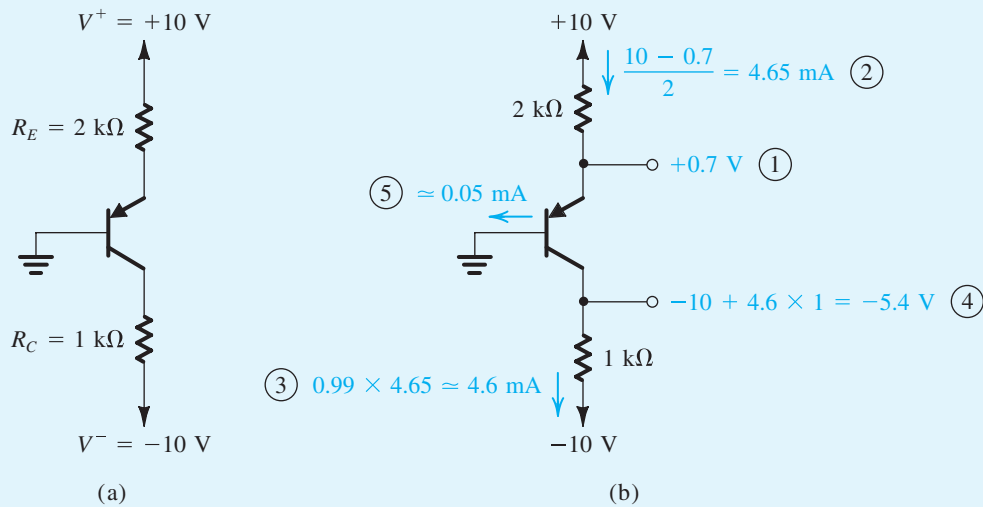 V⁺ = +10 V
R_E = 2 kΩ
R_C = 1 kΩ
V⁻ = −10 V
(a)
+10 V
(10 − 0.7)/2 = 4.65 mA ②
2 kΩ
+0.7 V ①
⑤ ≃ 0.05 mA
−10 + 4.6 × 1 = −5.4 V ④
1 kΩ
③ 0.99 × 4.65 ≃ 4.6 mA
−10 V
(b)